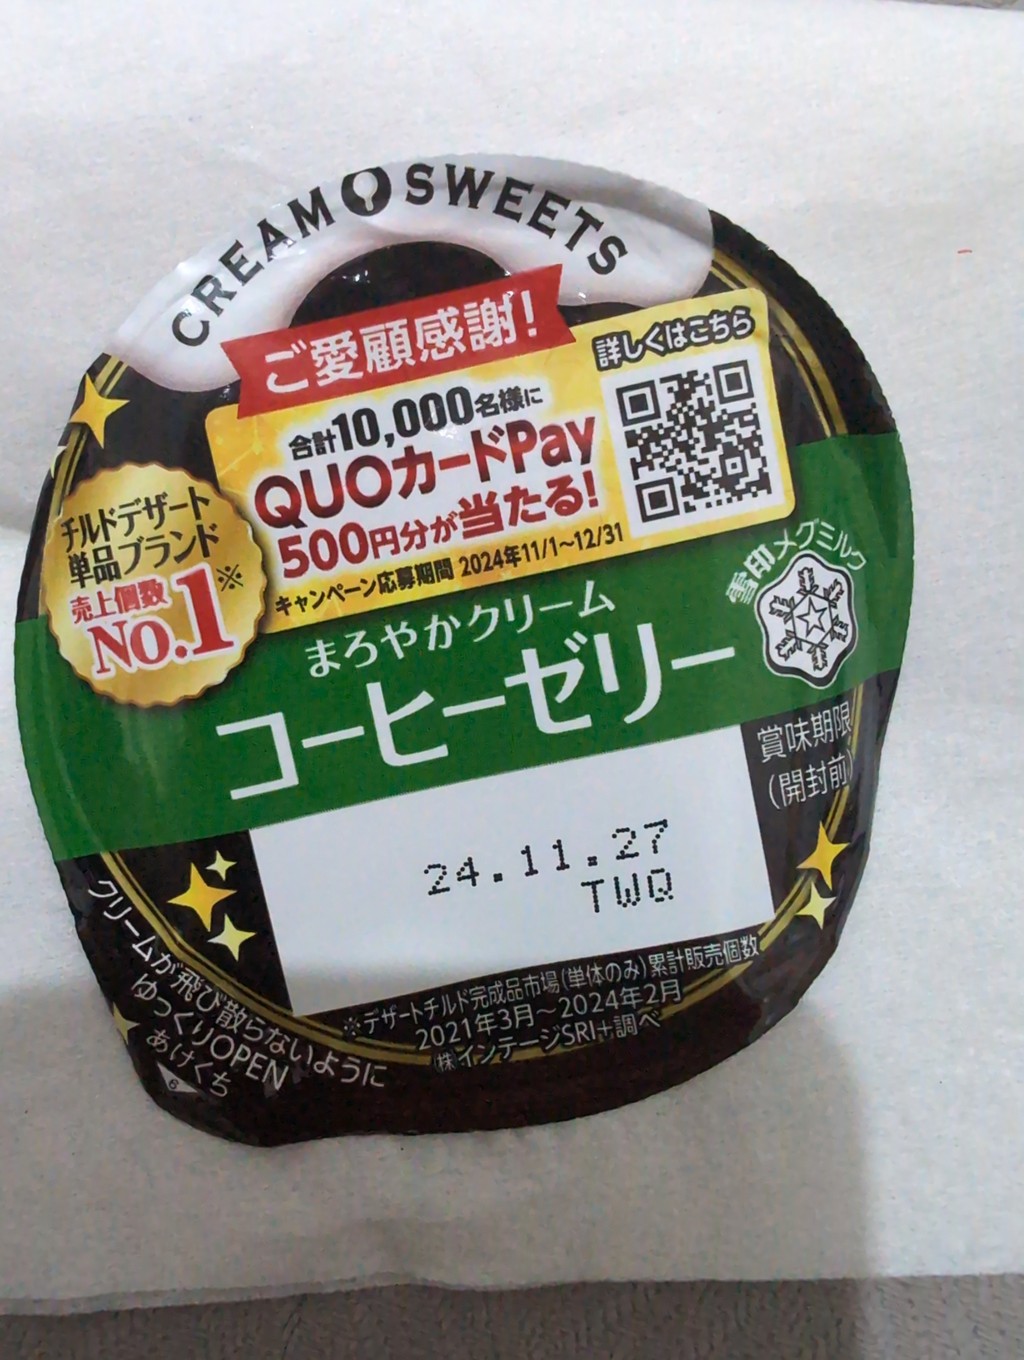 CREAM SWEETS
ご愛顧感謝!
詳しくはこちら
合計10,000名様に
QUOカードPay
500円分が当たる!
キャンペーン応募期間 2024年11/1~12/31
チルドデザート
単品ブランド
売上個数
No.1※
雪印メグミルク
まろやかクリーム
コーヒーゼリー
賞味期限
(開封前)
24.11.27
TWQ
※デザートチルド完成品市場(単体のみ)累計販売個数
2021年3月~2024年2月
㈱インテージSRI+調べ
クリームが飛び散らないように
ゆっくりOPEN
あけくち
6